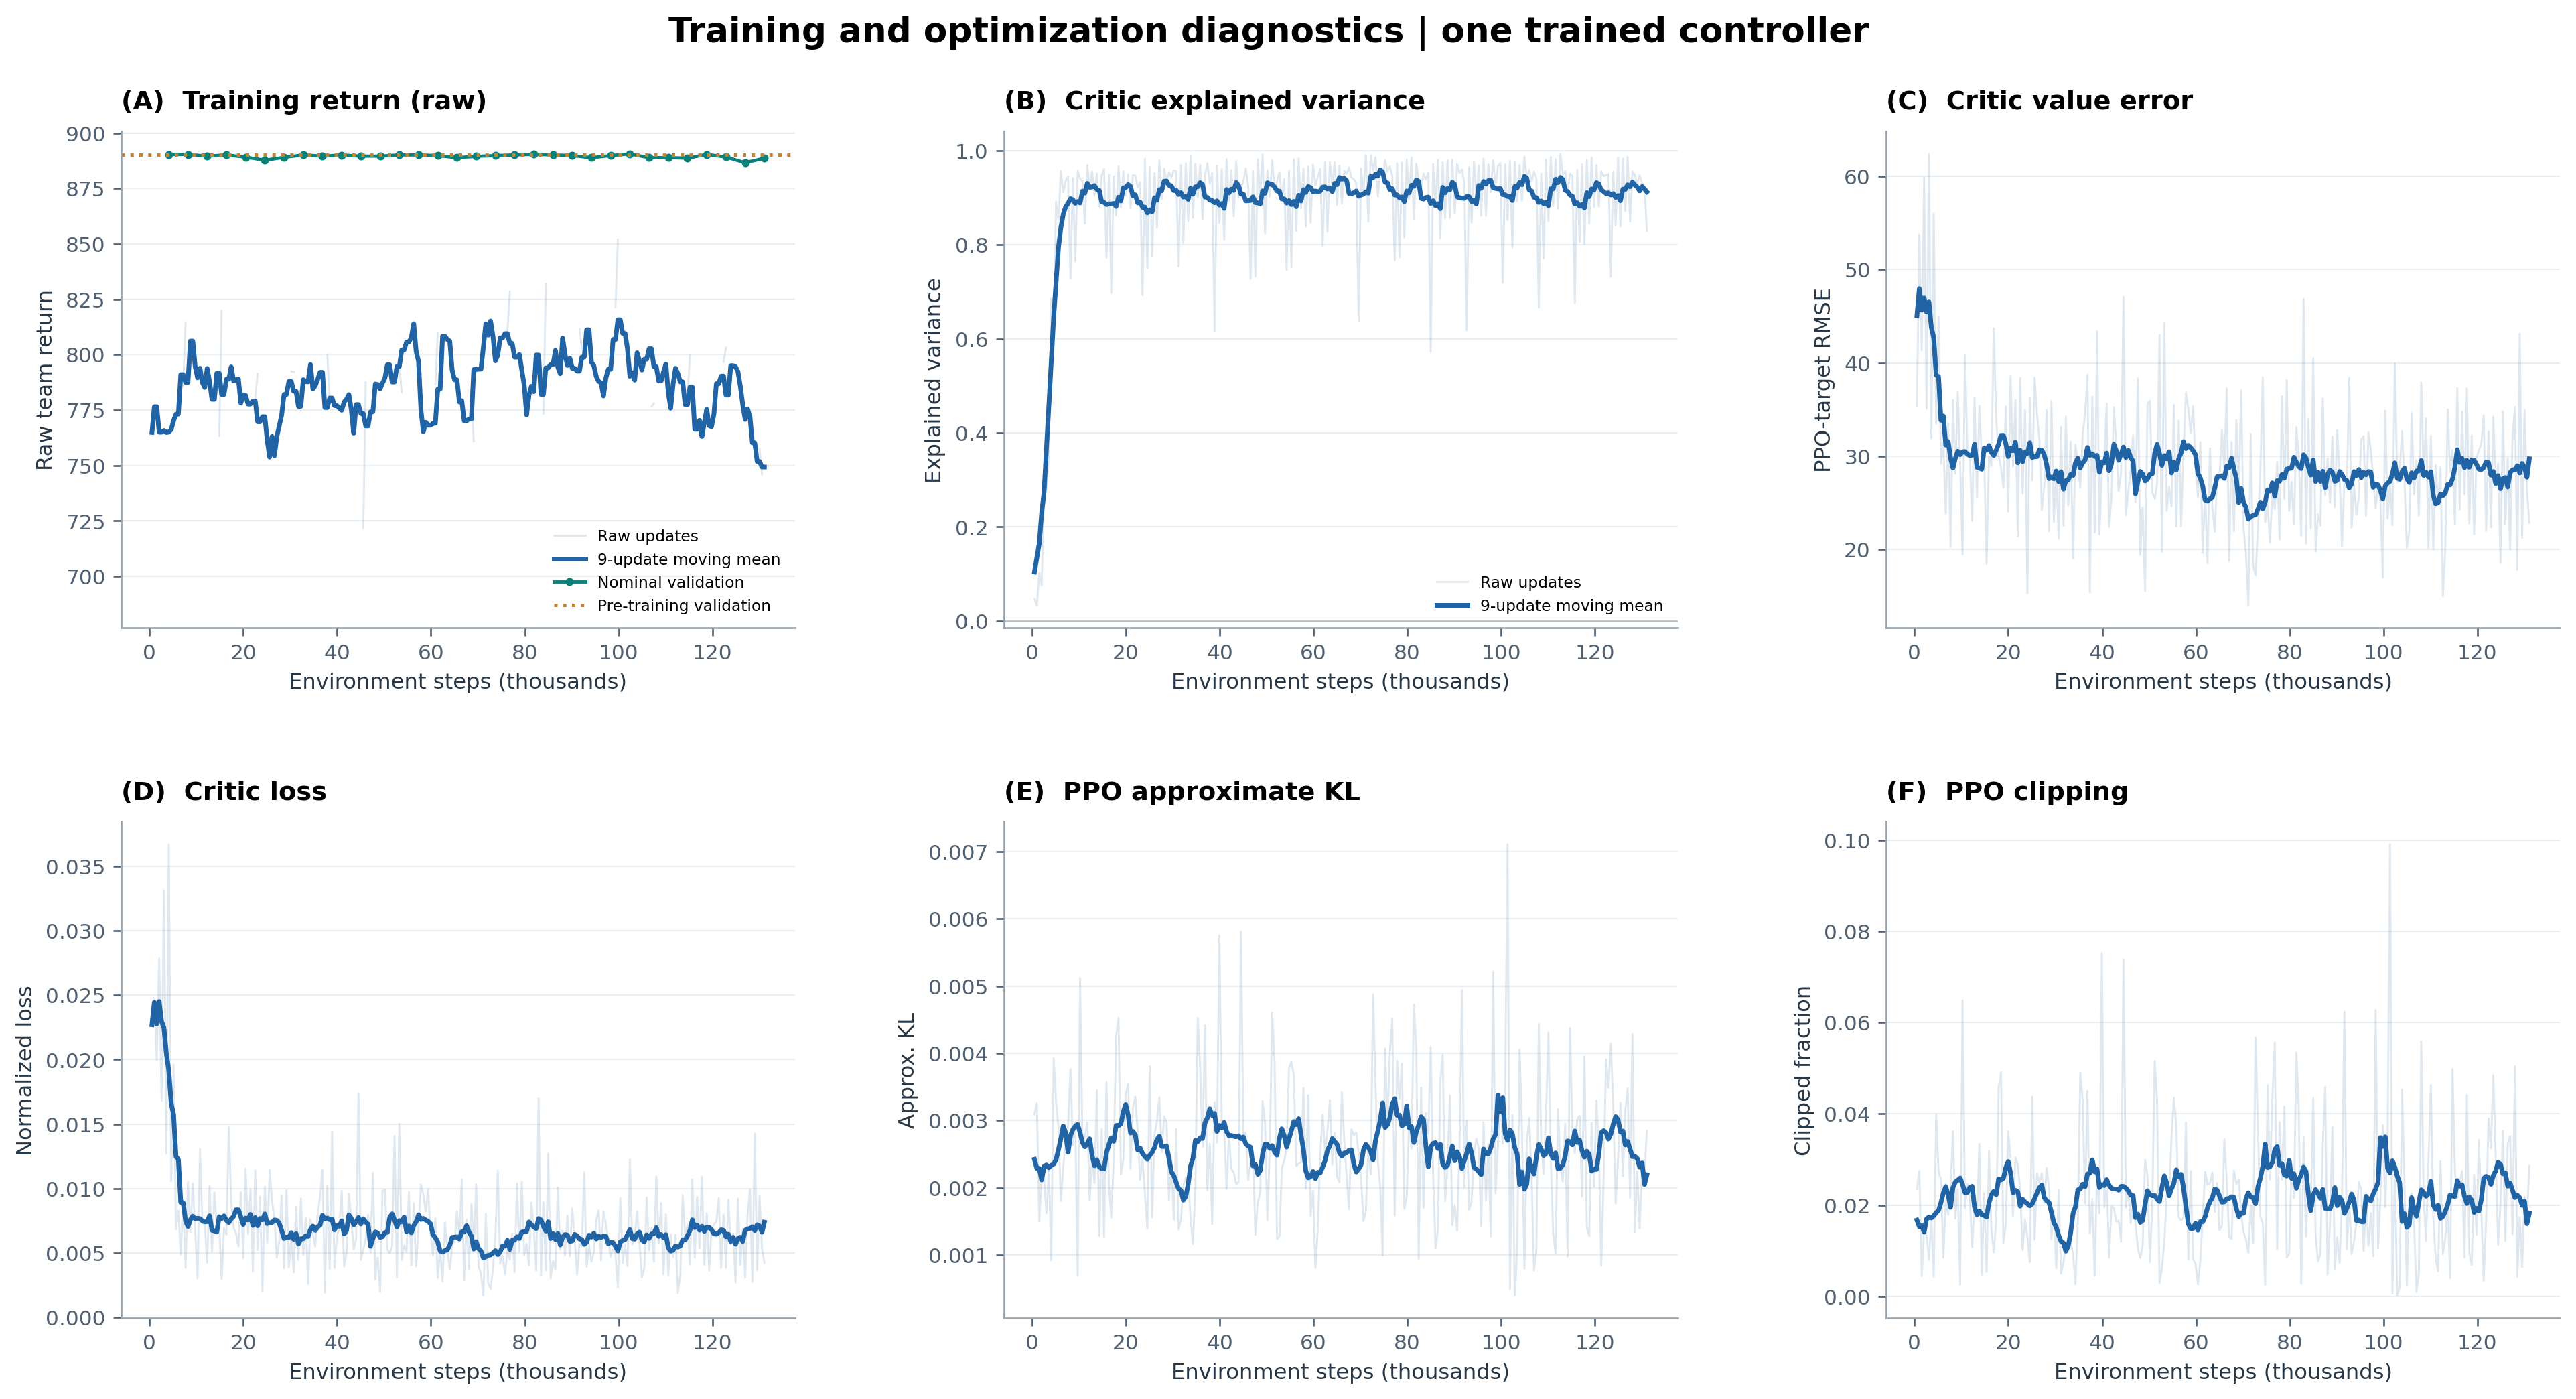 Training and optimization diagnostics | one trained controller
(A) Training return (raw)
900
875
850
825
800
775
750
725
700
Raw team return
Raw updates
9-update moving mean
Nominal validation
Pre-training validation
0 20 40 60 80 100 120
Environment steps (thousands)
(B) Critic explained variance
1.0
0.8
0.6
0.4
0.2
0.0
Explained variance
Raw updates
9-update moving mean
0 20 40 60 80 100 120
Environment steps (thousands)
(C) Critic value error
60
50
40
30
20
PPO-target RMSE
0 20 40 60 80 100 120
Environment steps (thousands)
(D) Critic loss
0.035
0.030
0.025
0.020
0.015
0.010
0.005
0.000
Normalized loss
0 20 40 60 80 100 120
Environment steps (thousands)
(E) PPO approximate KL
0.007
0.006
0.005
0.004
0.003
0.002
0.001
Approx. KL
0 20 40 60 80 100 120
Environment steps (thousands)
(F) PPO clipping
0.10
0.08
0.06
0.04
0.02
0.00
Clipped fraction
0 20 40 60 80 100 120
Environment steps (thousands)